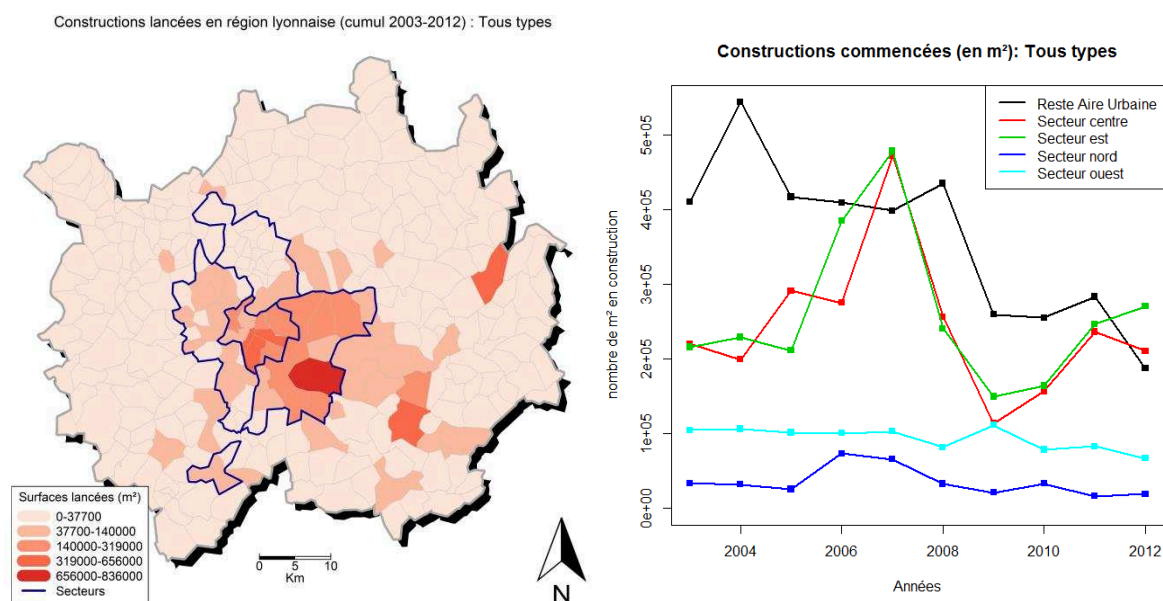 Constructions lancées en région lyonnaise (cumul 2003-2012) : Tous types
Surfaces lancées (m²)
0-37700
37700-140000
140000-319000
319000-656000
656000-836000
Secteurs
0 5 10
Km
N
Constructions commencées (en m²): Tous types
Reste Aire Urbaine
Secteur centre
Secteur est
Secteur nord
Secteur ouest
nombre de m² en construction
5e+05
4e+05
3e+05
2e+05
1e+05
0e+00
2004 2006 2008 2010 2012
Années